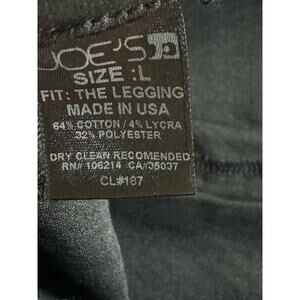 JOE'S
SIZE :L
FIT: THE LEGGING
MADE IN USA
64% COTTON / 4% LYCRA
32% POLYESTER
DRY CLEAN RECOMENDED
RN# 106214 CA#35037
CL#187